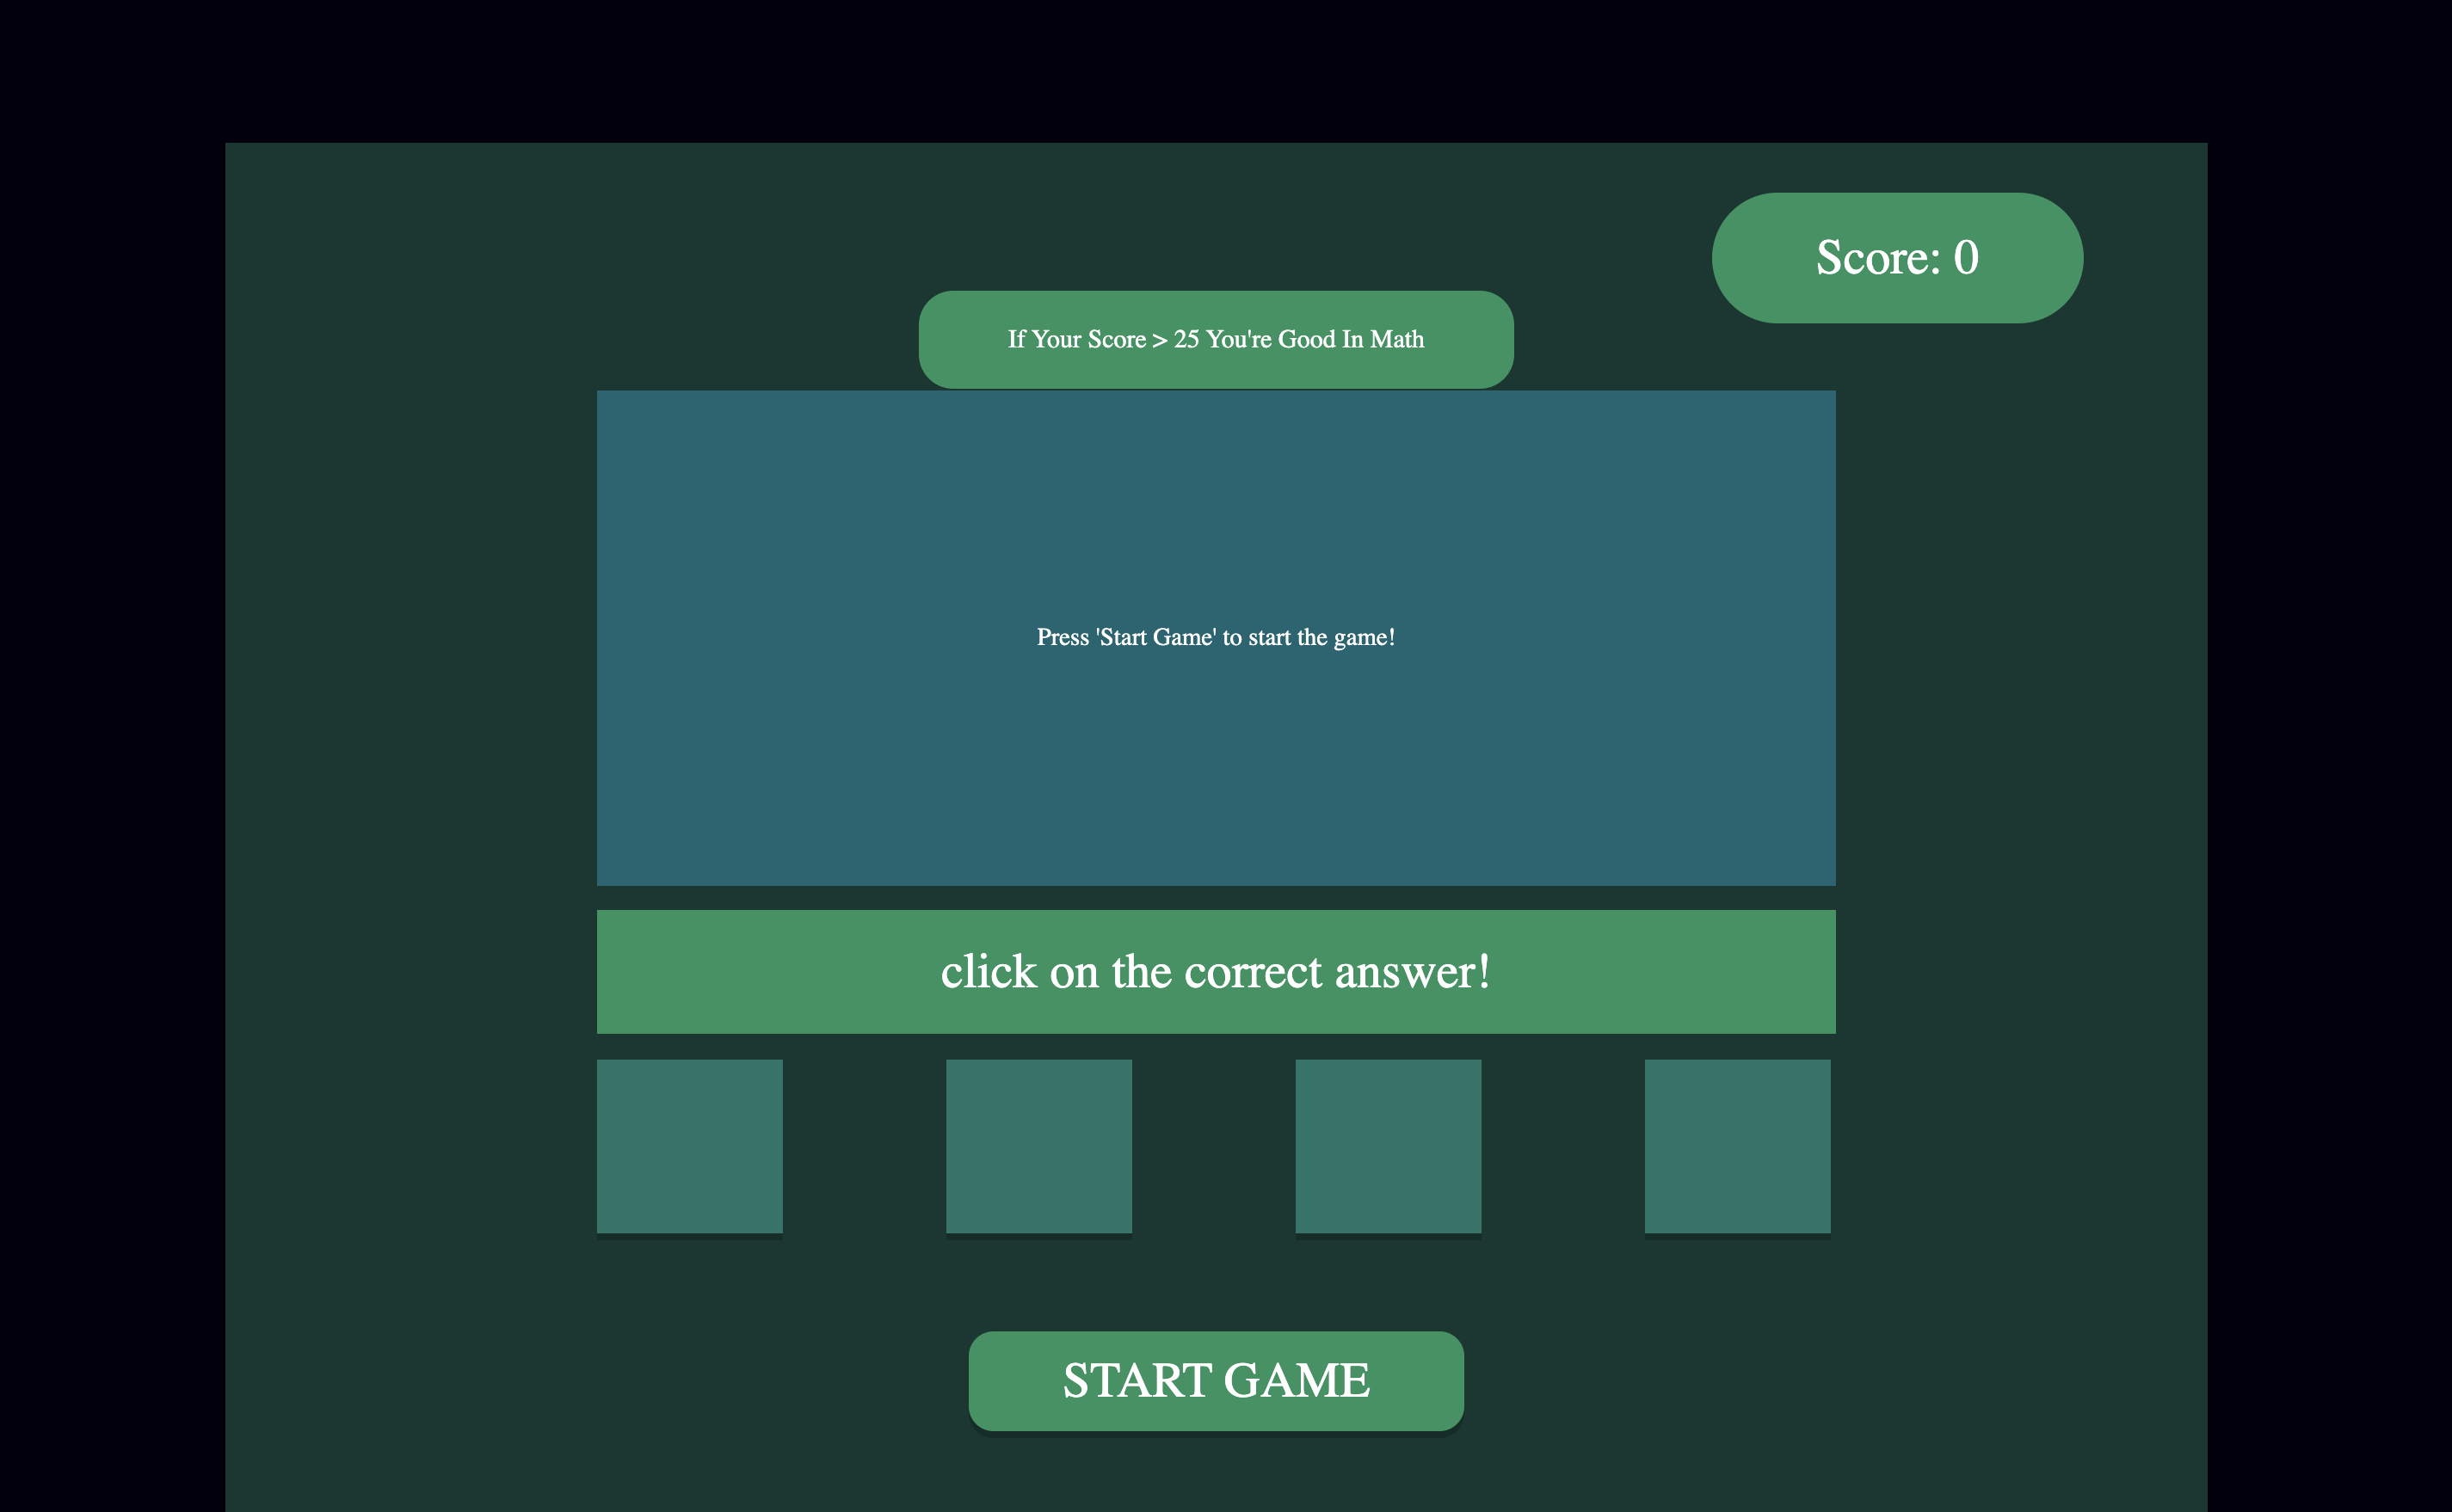 Score: 0
If Your Score > 25 You're Good In Math
Press 'Start Game' to start the game!
click on the correct answer!
START GAME